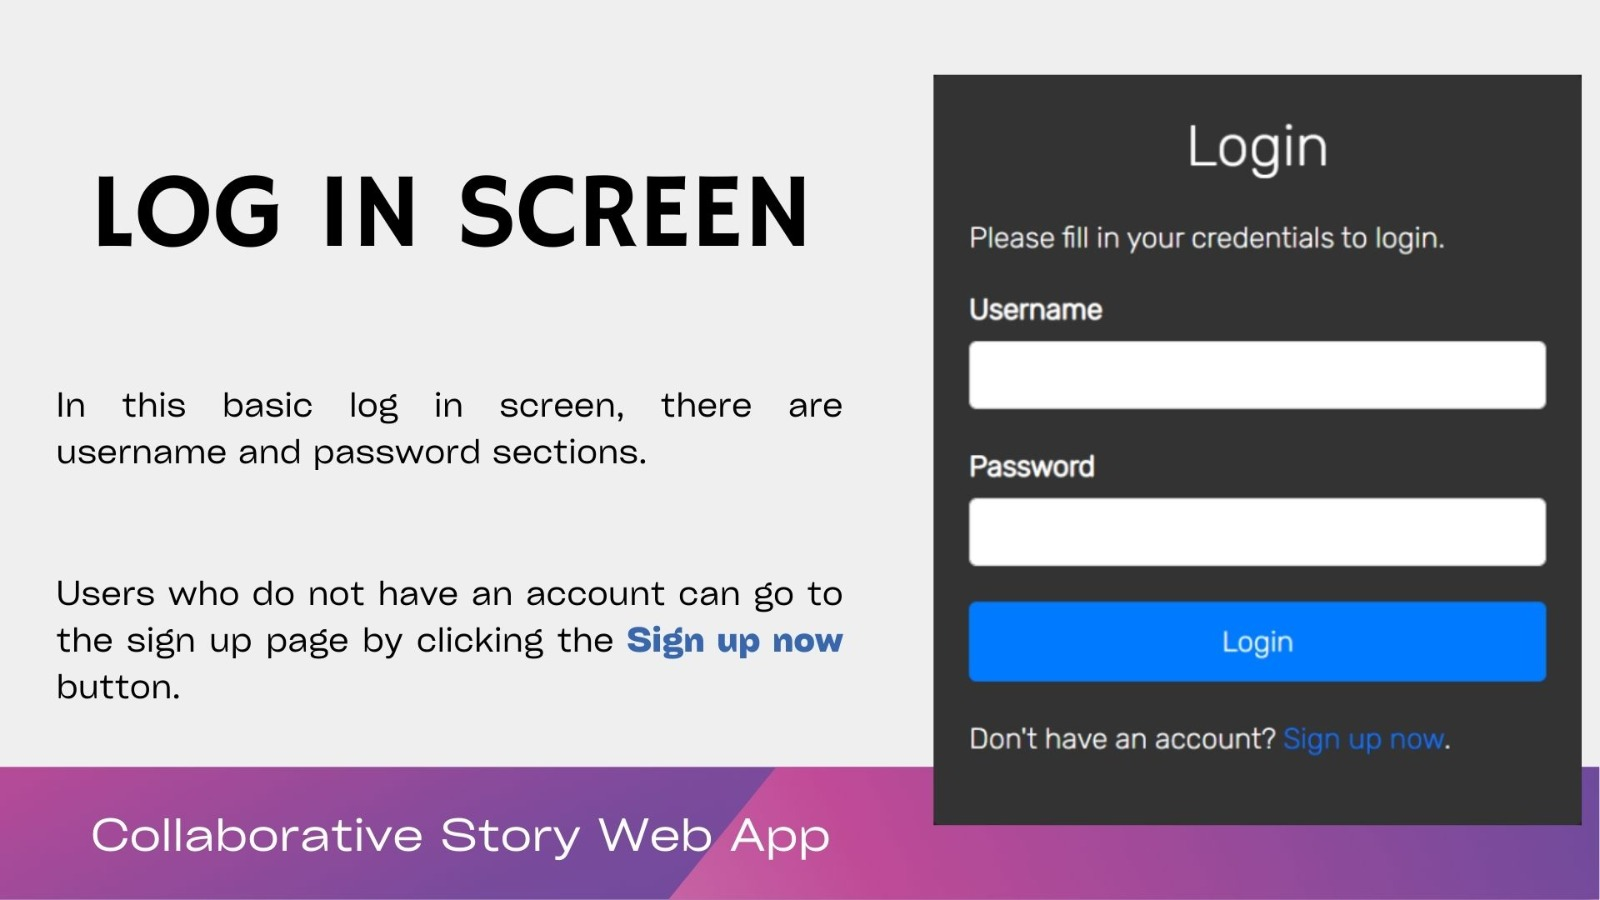 LOG IN SCREEN
In this basic log in screen, there are
username and password sections.
Users who do not have an account can go to
the sign up page by clicking the Sign up now
button.
Collaborative Story Web App
Login
Please fill in your credentials to login.
Username
Password
Login
Don't have an account? Sign up now.